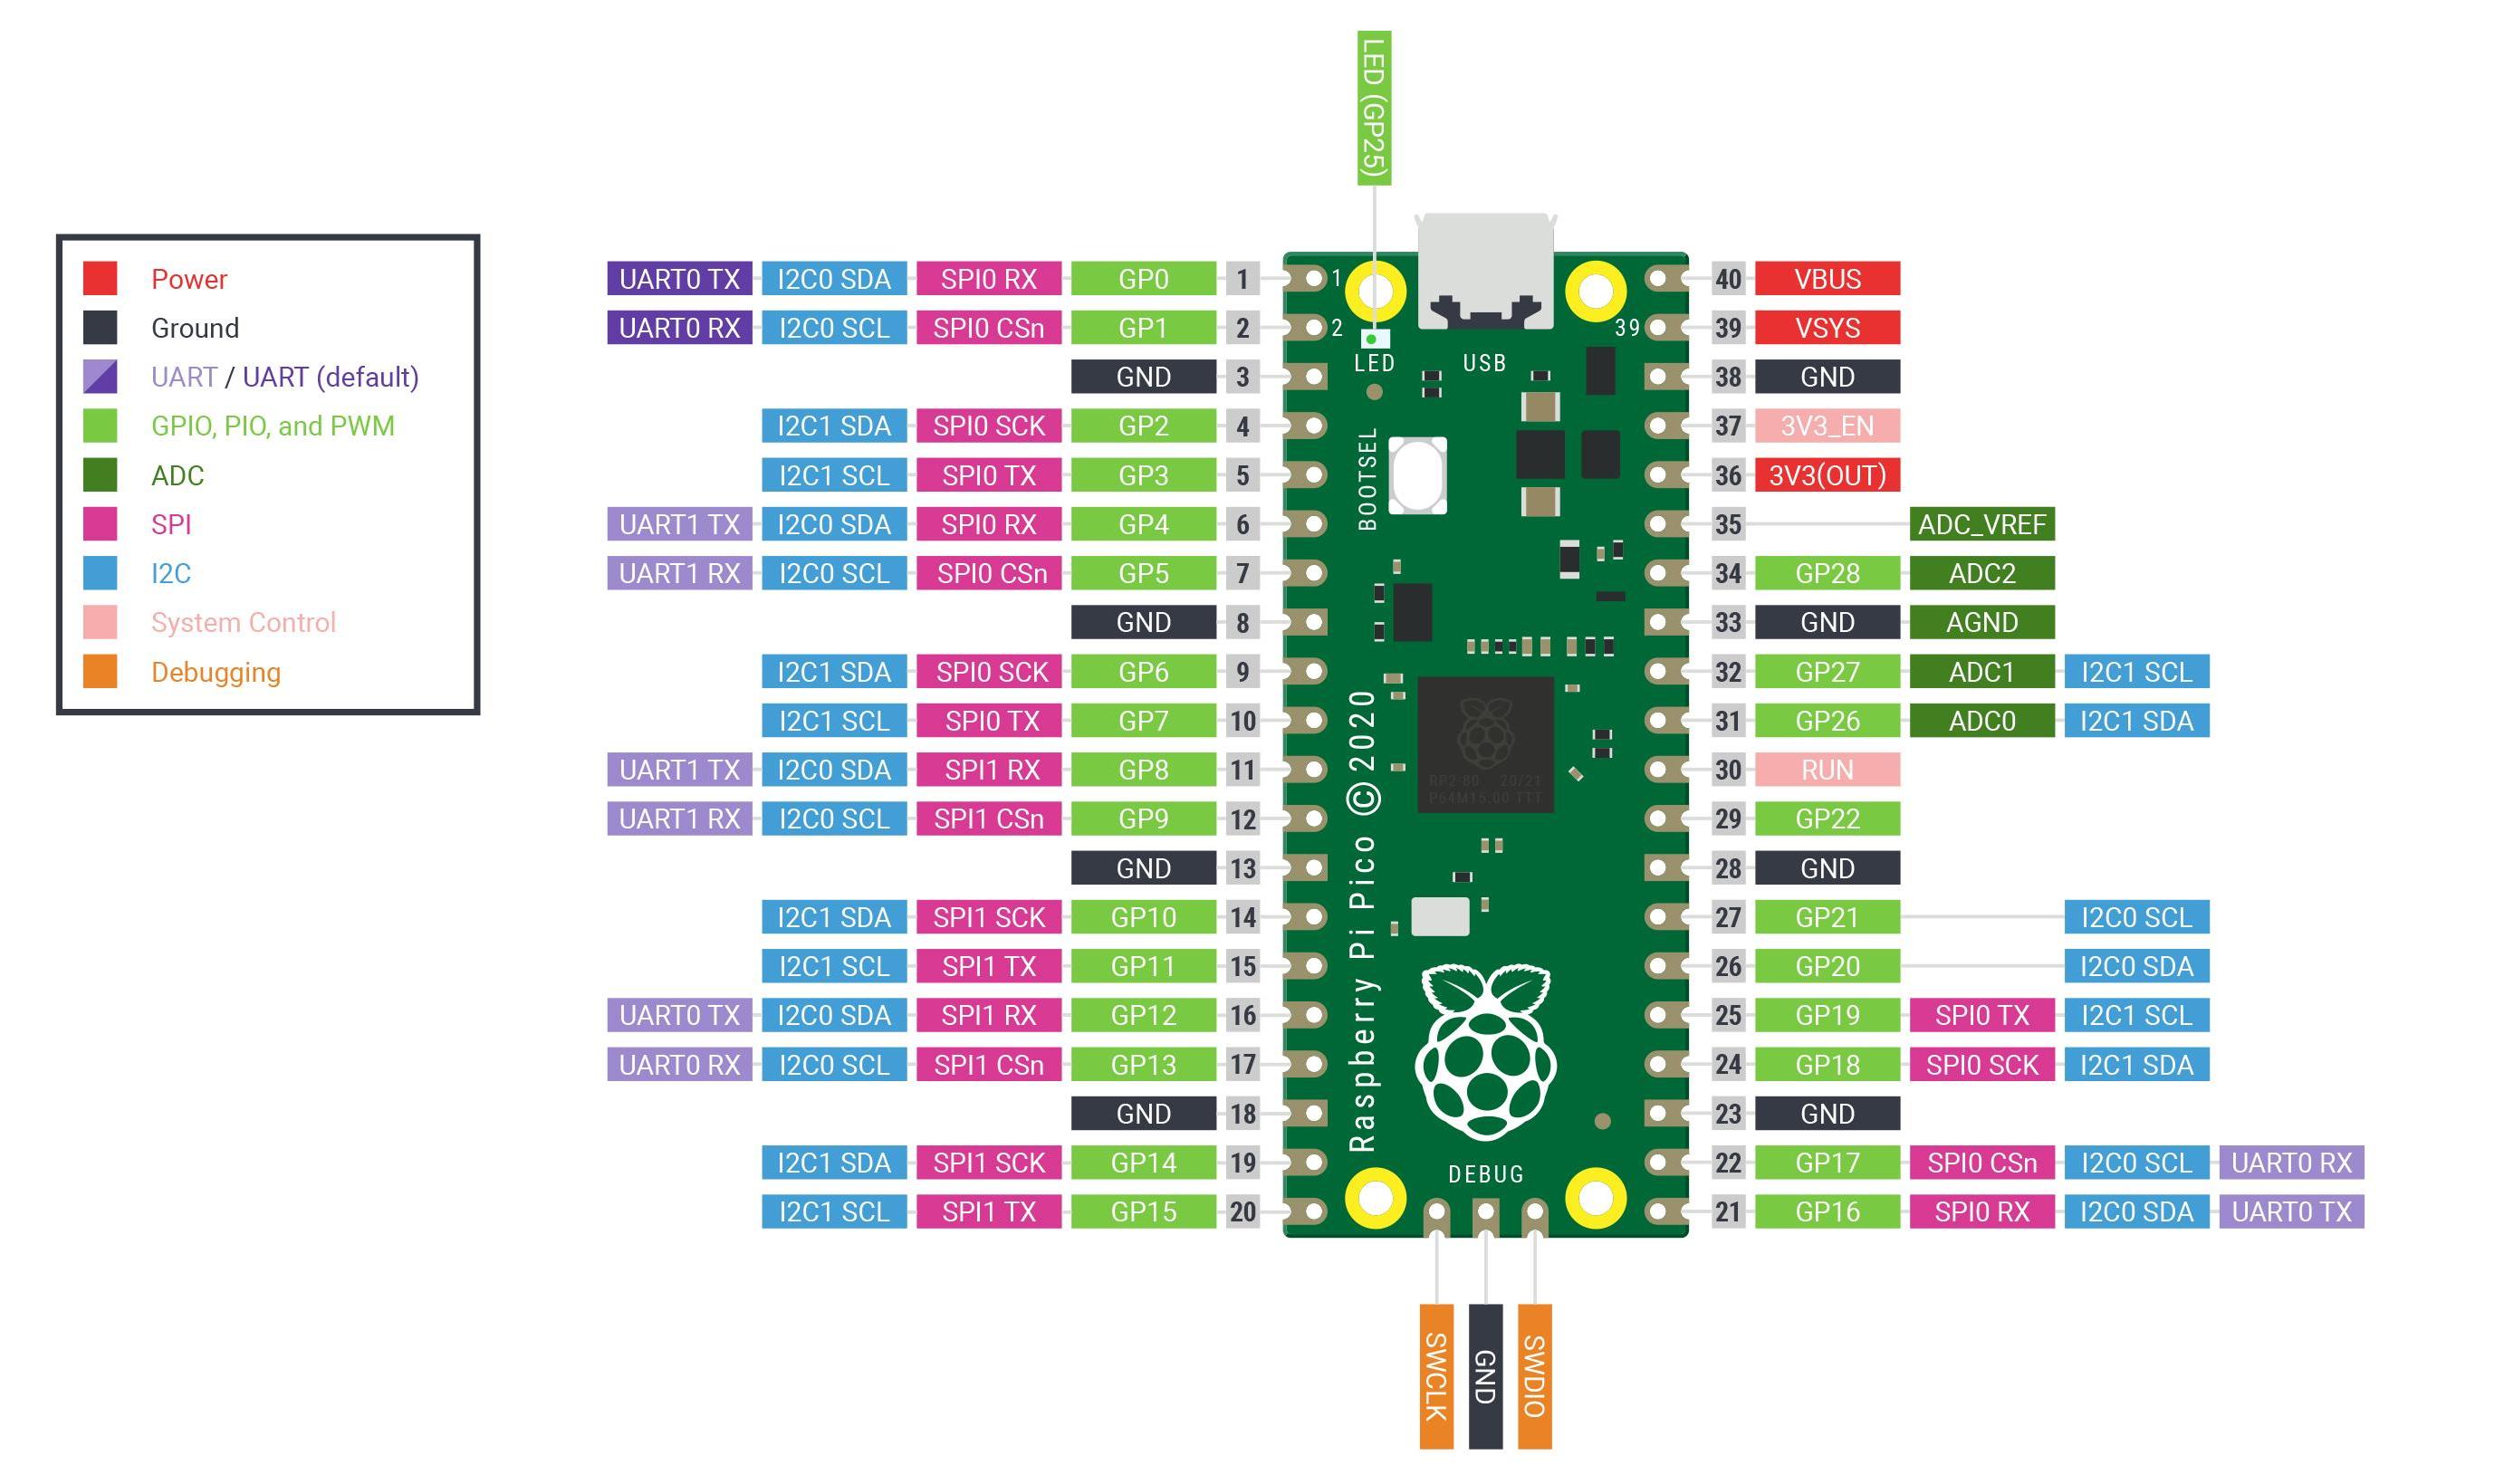 LED (GP25)
Power
Ground
UART / UART (default)
GPIO, PIO, and PWM
ADC
SPI
I2C
System Control
Debugging
UART0 TX I2C0 SDA SPI0 RX GP0 1
UART0 RX I2C0 SCL SPI0 CSn GP1 2
GND 3
I2C1 SDA SPI0 SCK GP2 4
I2C1 SCL SPI0 TX GP3 5
UART1 TX I2C0 SDA SPI0 RX GP4 6
UART1 RX I2C0 SCL SPI0 CSn GP5 7
GND 8
I2C1 SDA SPI0 SCK GP6 9
I2C1 SCL SPI0 TX GP7 10
UART1 TX I2C0 SDA SPI1 RX GP8 11
UART1 RX I2C0 SCL SPI1 CSn GP9 12
GND 13
I2C1 SDA SPI1 SCK GP10 14
I2C1 SCL SPI1 TX GP11 15
UART0 TX I2C0 SDA SPI1 RX GP12 16
UART0 RX I2C0 SCL SPI1 CSn GP13 17
GND 18
I2C1 SDA SPI1 SCK GP14 19
I2C1 SCL SPI1 TX GP15 20
1
2
39
LED
USB
BOOTSEL
Raspberry Pi Pico ©2020
20/21
DEBUG
40 VBUS
39 VSYS
38 GND
37 3V3_EN
36 3V3(OUT)
35 ADC_VREF
34 GP28 ADC2
33 GND AGND
32 GP27 ADC1 I2C1 SCL
31 GP26 ADC0 I2C1 SDA
30 RUN
29 GP22
28 GND
27 GP21 I2C0 SCL
26 GP20 I2C0 SDA
25 GP19 SPI0 TX I2C1 SCL
24 GP18 SPI0 SCK I2C1 SDA
23 GND
22 GP17 SPI0 CSn I2C0 SCL UART0 RX
21 GP16 SPI0 RX I2C0 SDA UART0 TX
SWCLK
GND
SWDIO